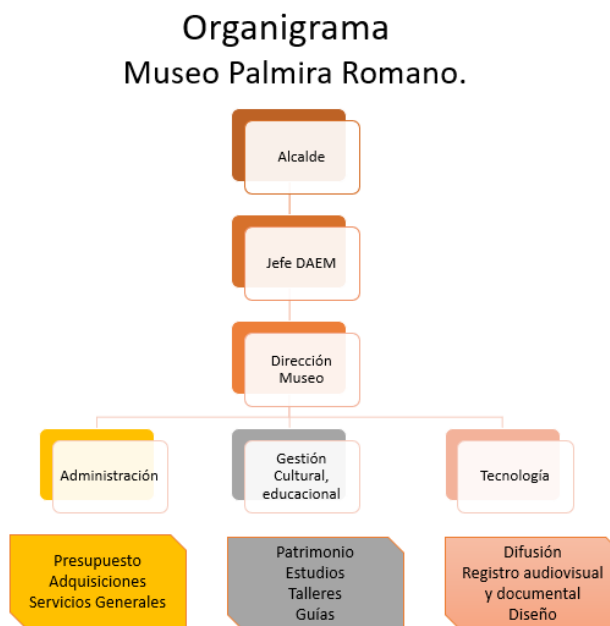 Organigrama
Museo Palmira Romano.
Alcalde
Jefe DAEM
Dirección
Museo
Administración
Gestión
Cultural,
educacional
Tecnología
Presupuesto
Adquisiciones
Servicios Generales
Patrimonio
Estudios
Talleres
Guías
Difusión
Registro audiovisual
y documental
Diseño